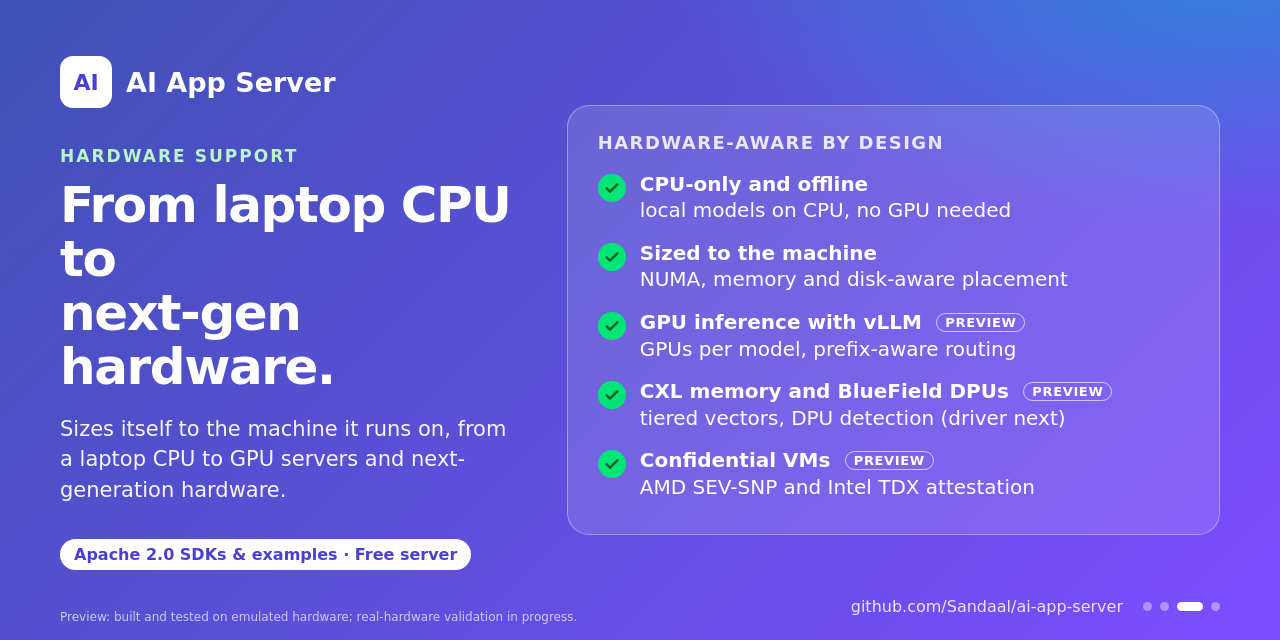 AI
AI App Server
HARDWARE SUPPORT
From laptop CPU
to
next-gen
hardware.
Sizes itself to the machine it runs on, from
a laptop CPU to GPU servers and next-
generation hardware.
Apache 2.0 SDKs & examples · Free server
Preview: built and tested on emulated hardware; real-hardware validation in progress.
HARDWARE-AWARE BY DESIGN
CPU-only and offline
local models on CPU, no GPU needed
Sized to the machine
NUMA, memory and disk-aware placement
GPU inference with vLLM PREVIEW
GPUs per model, prefix-aware routing
CXL memory and BlueField DPUs PREVIEW
tiered vectors, DPU detection (driver next)
Confidential VMs PREVIEW
AMD SEV-SNP and Intel TDX attestation
github.com/Sandaal/ai-app-server